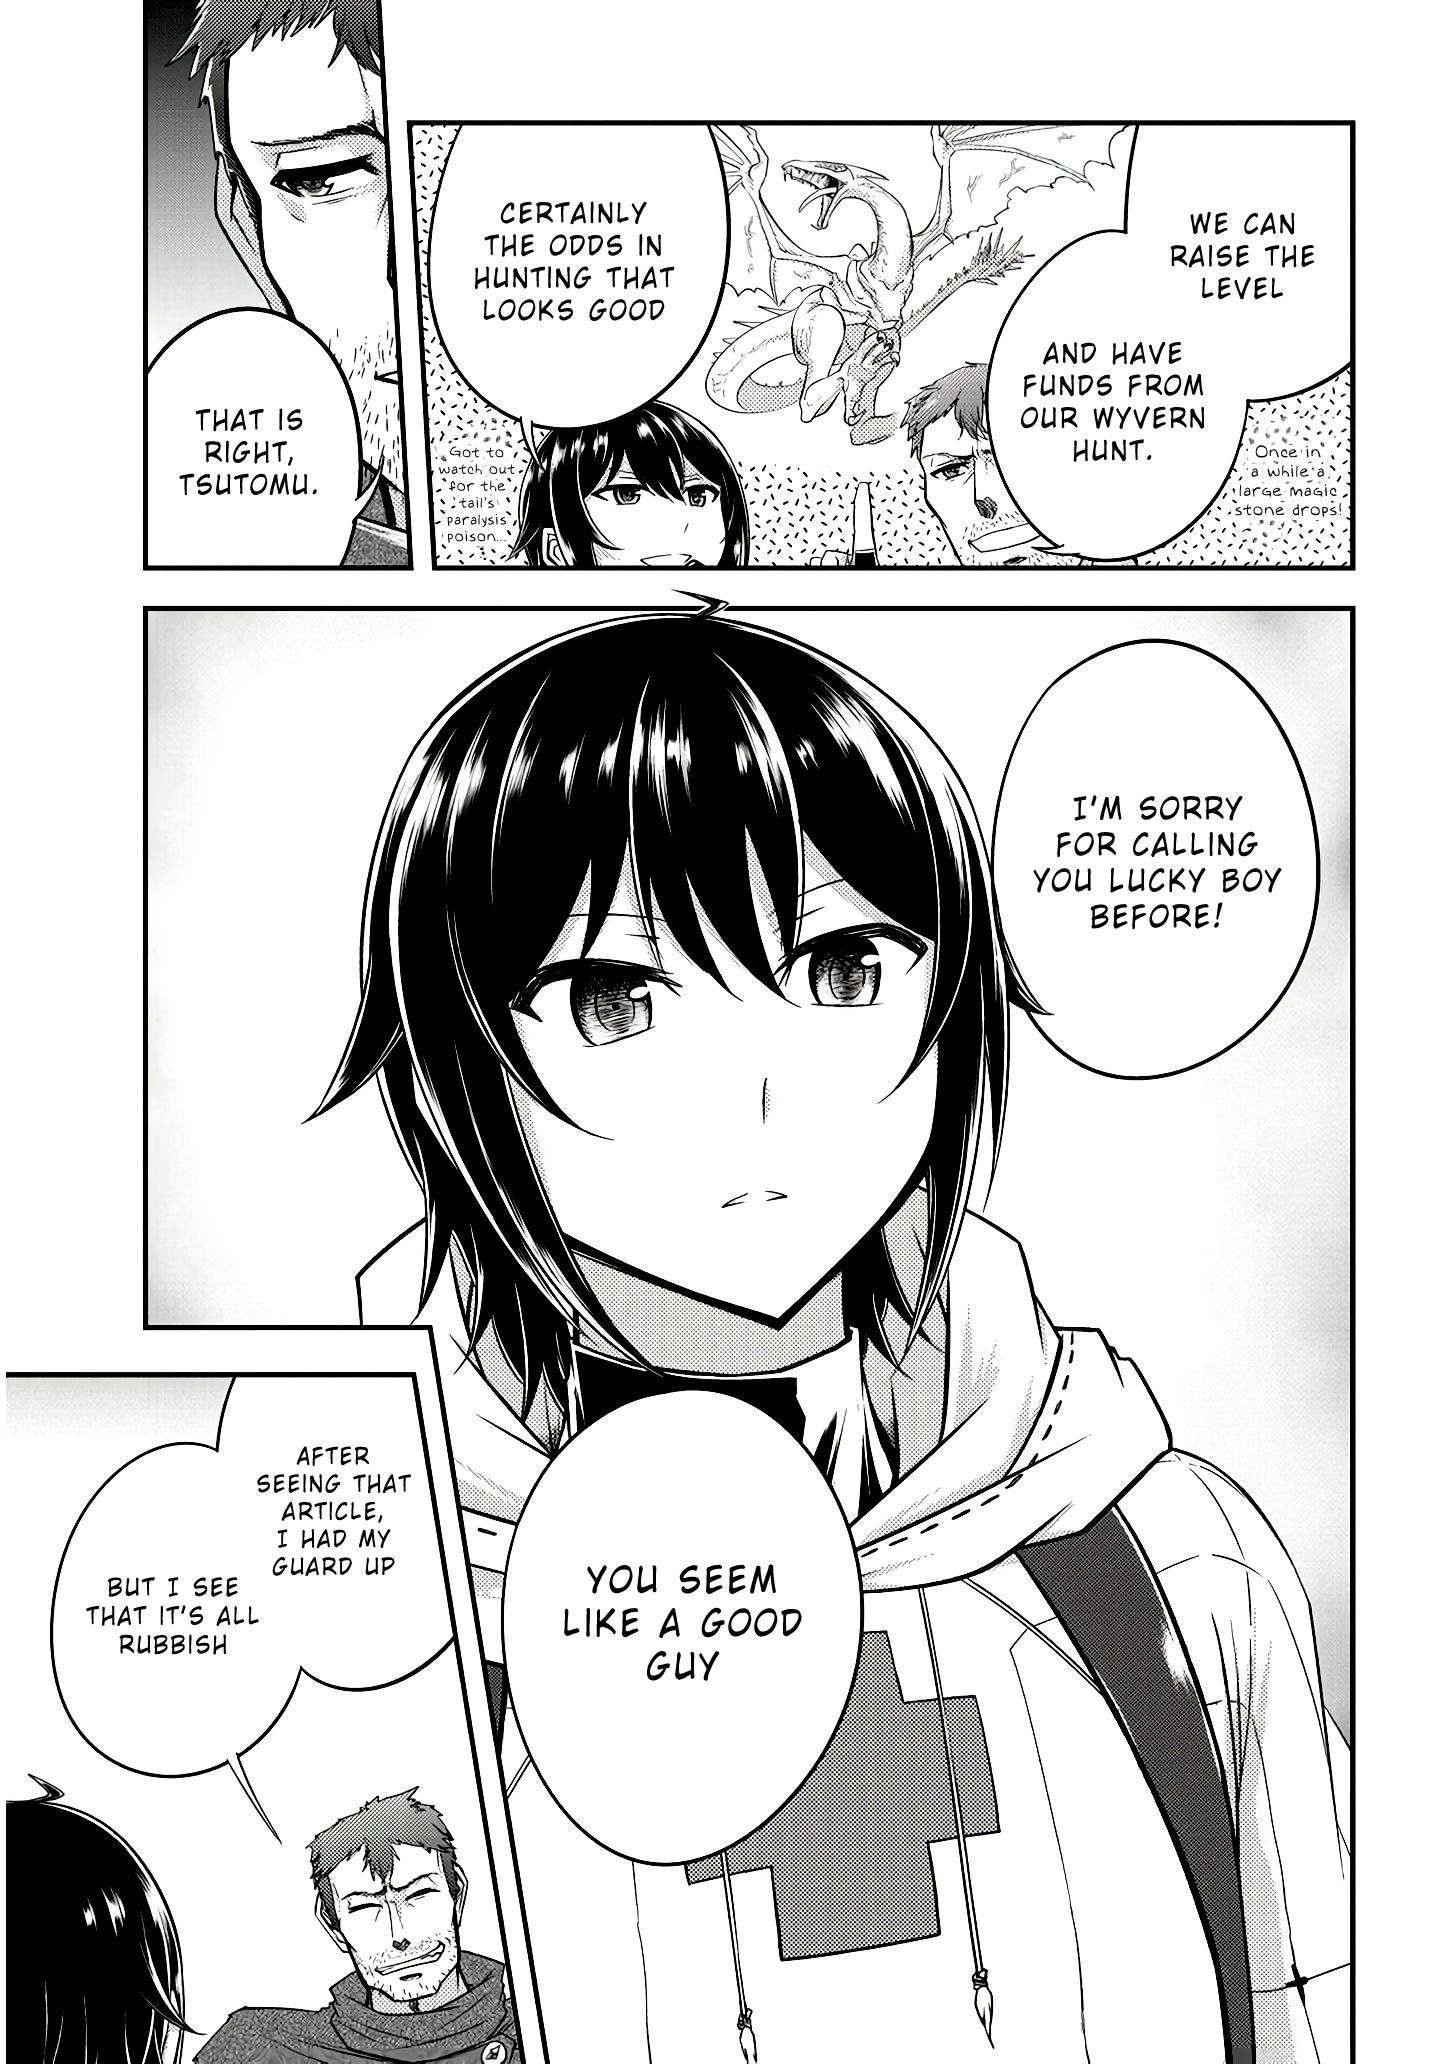 WE CAN
RAISE THE
LEVEL
AND HAVE
FUNDS FROM
OUR WYVERN
HUNT.
Once in
a while a
large magic
stone drops!
CERTAINLY
THE ODDS IN
HUNTING THAT
LOOKS GOOD
Got to
watch out
for the
tail's
paralysis
poison...
THAT IS
RIGHT,
TSUTOMU.
I'M SORRY
FOR CALLING
YOU LUCKY BOY
BEFORE!
YOU SEEM
LIKE A GOOD
GUY
AFTER
SEEING THAT
ARTICLE,
I HAD MY
GUARD UP
BUT I SEE
THAT IT'S ALL
RUBBISH